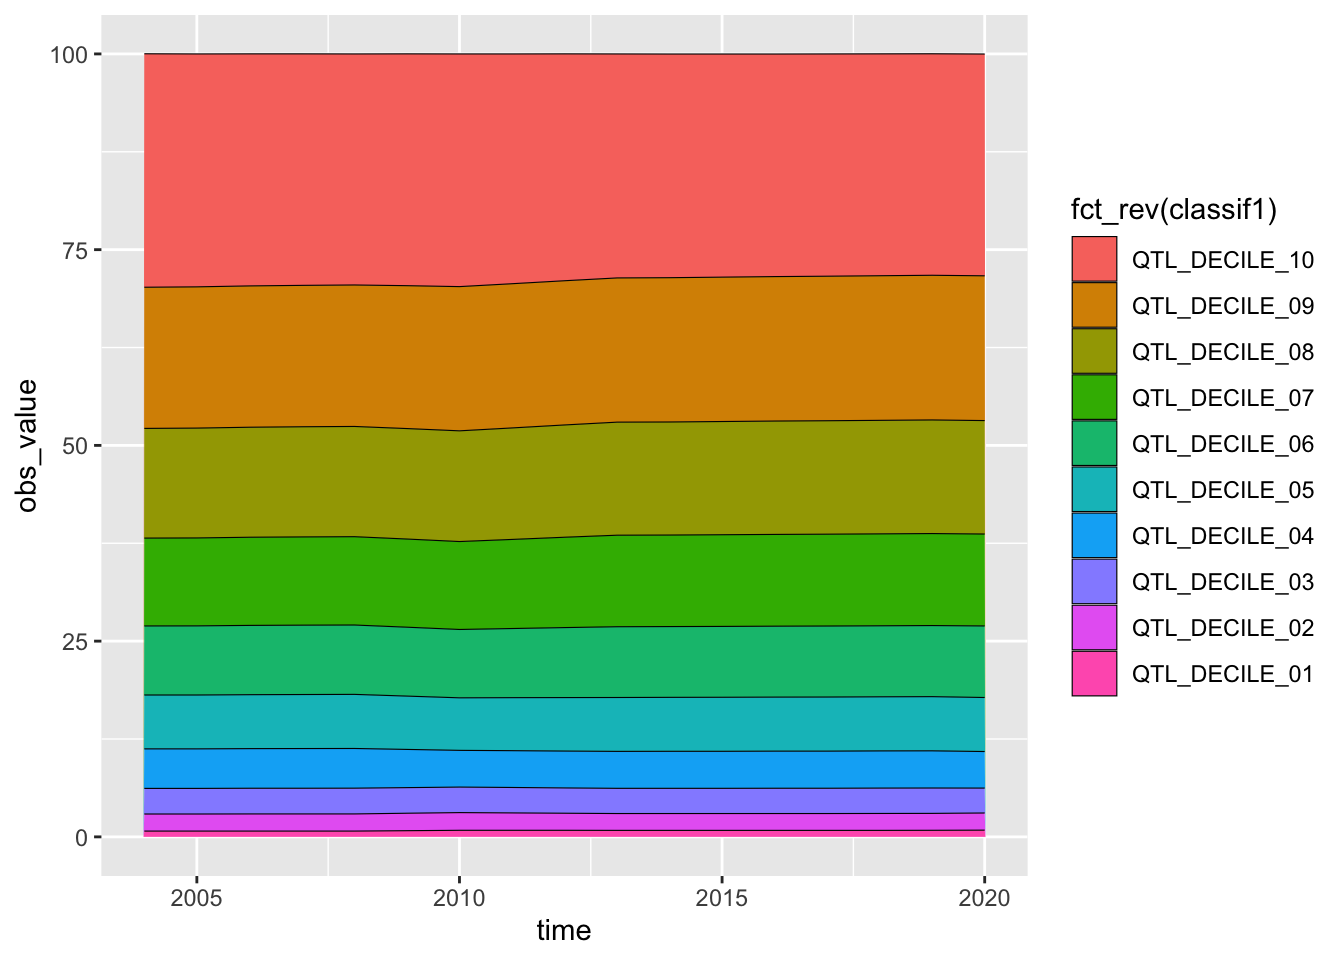 100
75
50
25
0
obs_value
2005
2010
2015
2020
time
fct_rev(classif1)
QTL_DECILE_10
QTL_DECILE_09
QTL_DECILE_08
QTL_DECILE_07
QTL_DECILE_06
QTL_DECILE_05
QTL_DECILE_04
QTL_DECILE_03
QTL_DECILE_02
QTL_DECILE_01